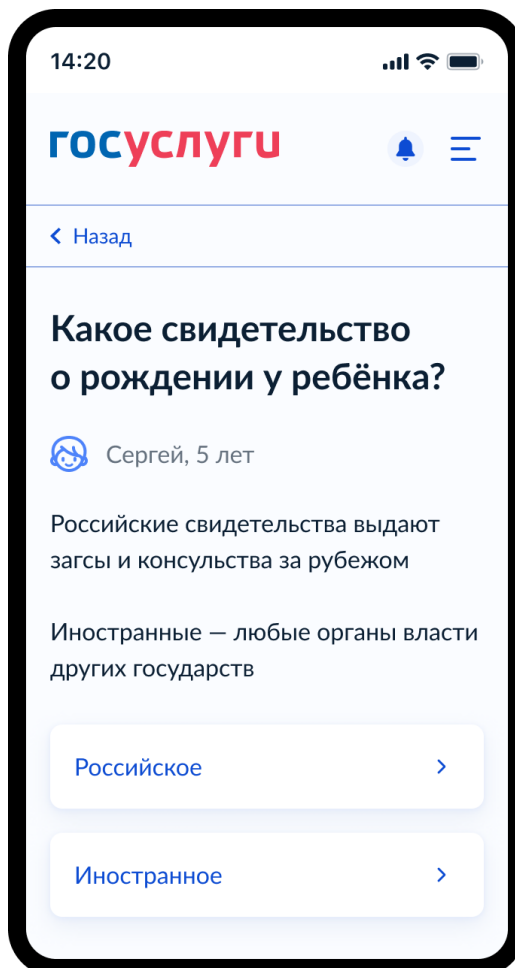 14:20
госуслуги
Назад
Какое свидетельство
о рождении у ребёнка?
Сергей, 5 лет
Российские свидетельства выдают
загсы и консульства за рубежом
Иностранные — любые органы власти
других государств
Российское
Иностранное